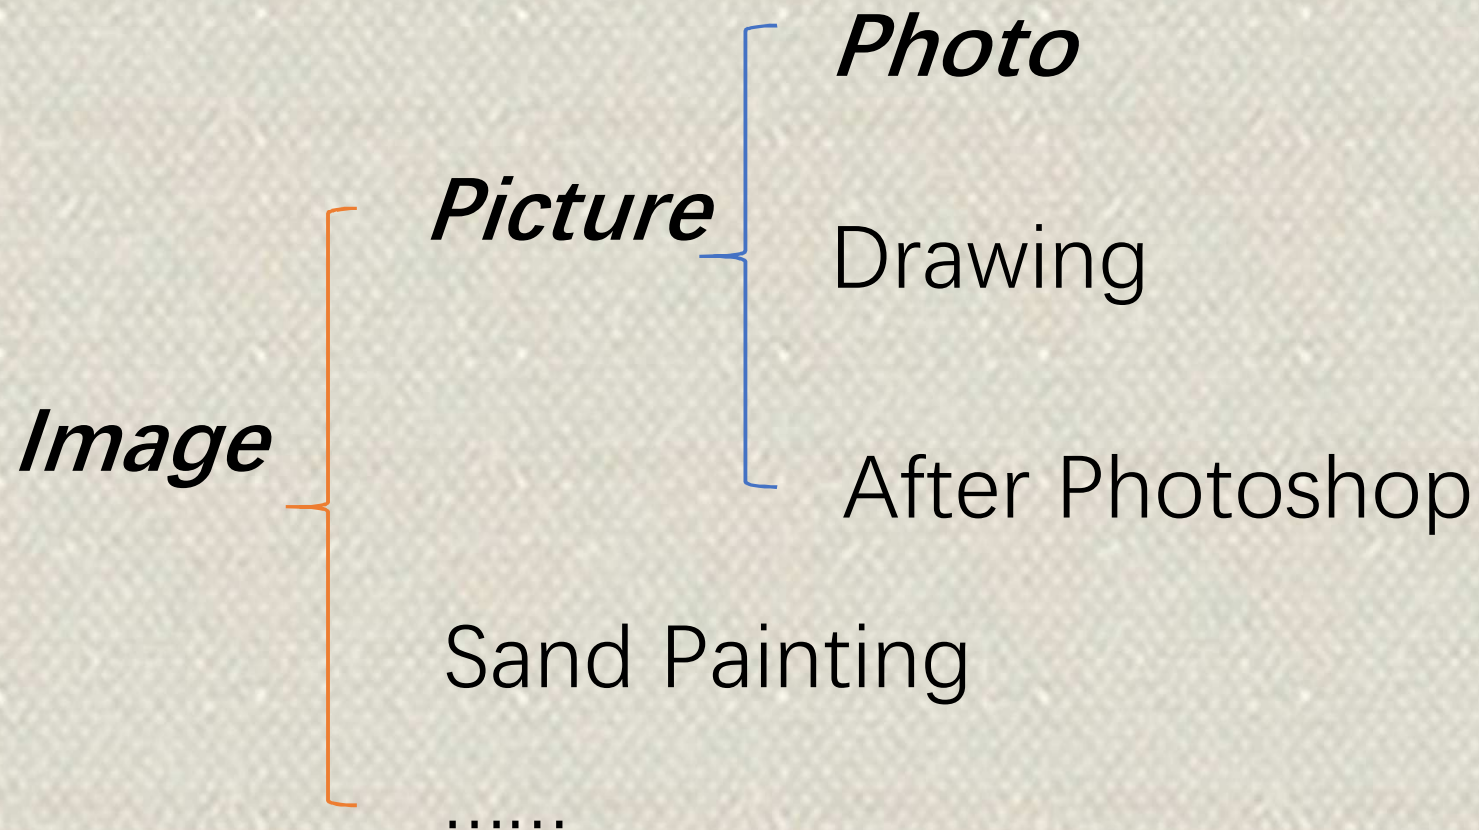 Photo
Picture
Drawing
Image
After Photoshop
Sand Painting
……